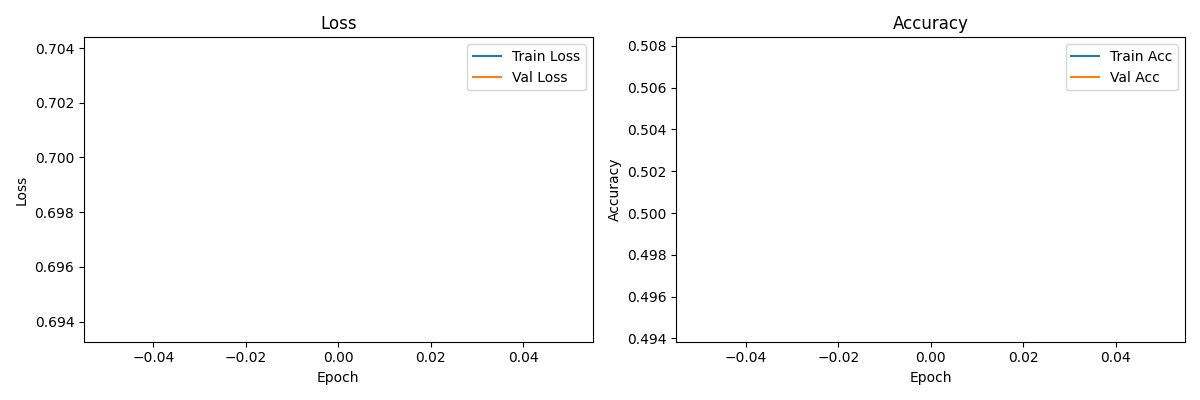 Loss
0.704
0.702
0.700
0.698
0.696
0.694
Loss
Train Loss
Val Loss
−0.04 −0.02 0.00 0.02 0.04
Epoch
Accuracy
0.508
0.506
0.504
0.502
0.500
0.498
0.496
0.494
Accuracy
Train Acc
Val Acc
−0.04 −0.02 0.00 0.02 0.04
Epoch